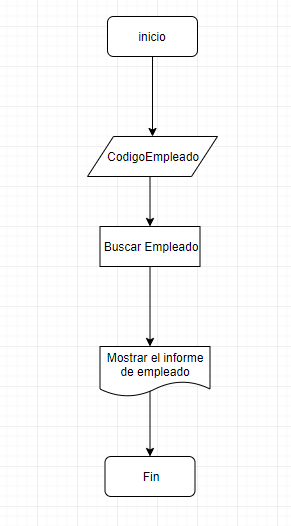 inicio
CodigoEmpleado
Buscar Empleado
Mostrar el informe
de empleado
Fin